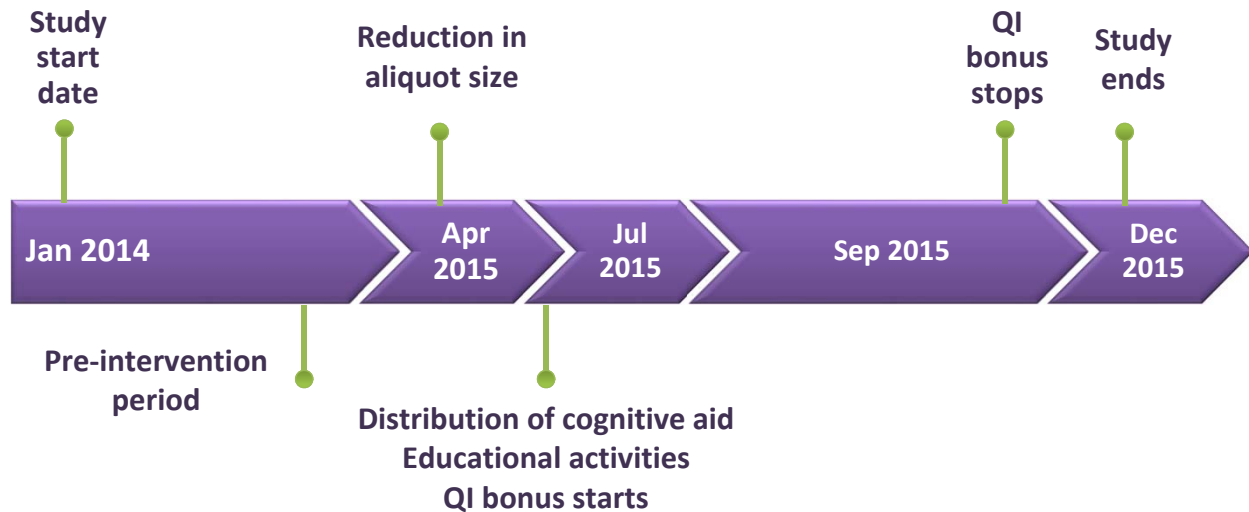 Study
start
date
Reduction in
aliquot size
QI
bonus
stops
Study
ends
Jan 2014
Apr
2015
Jul
2015
Sep 2015
Dec
2015
Pre-intervention
period
Distribution of cognitive aid
Educational activities
QI bonus starts